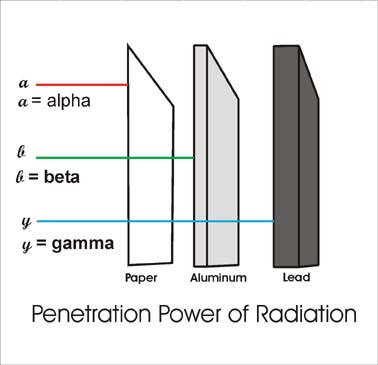 a
a = alpha
b
b = beta
y
y = gamma
Paper Aluminum Lead
Penetration Power of Radiation